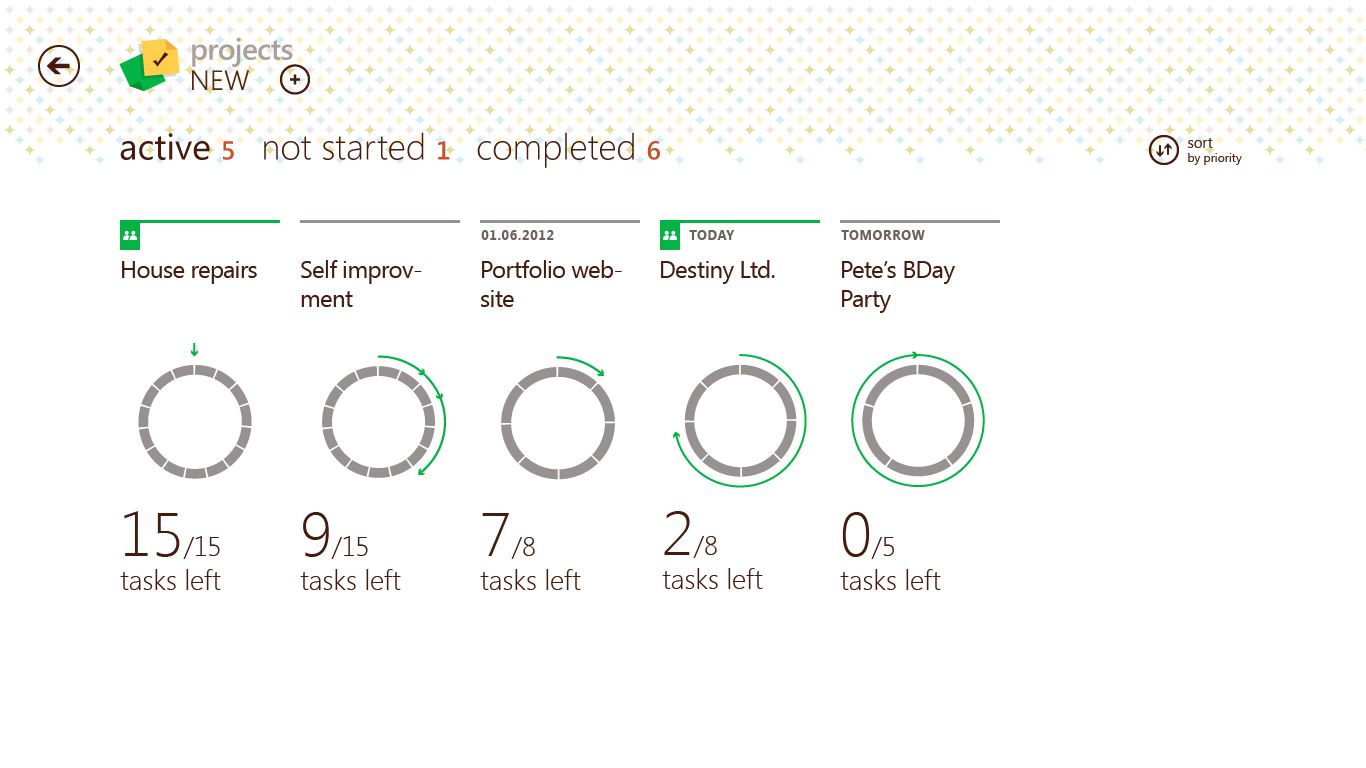 projects
NEW
active 5 not started 1 completed 6
sort
by priority
01.06.2012
TODAY
TOMORROW
House repairs
Self improv-
ment
Portfolio web-
site
Destiny Ltd.
Pete's BDay
Party
15/15
tasks left
9/15
tasks left
7/8
tasks left
2/8
tasks left
0/5
tasks left